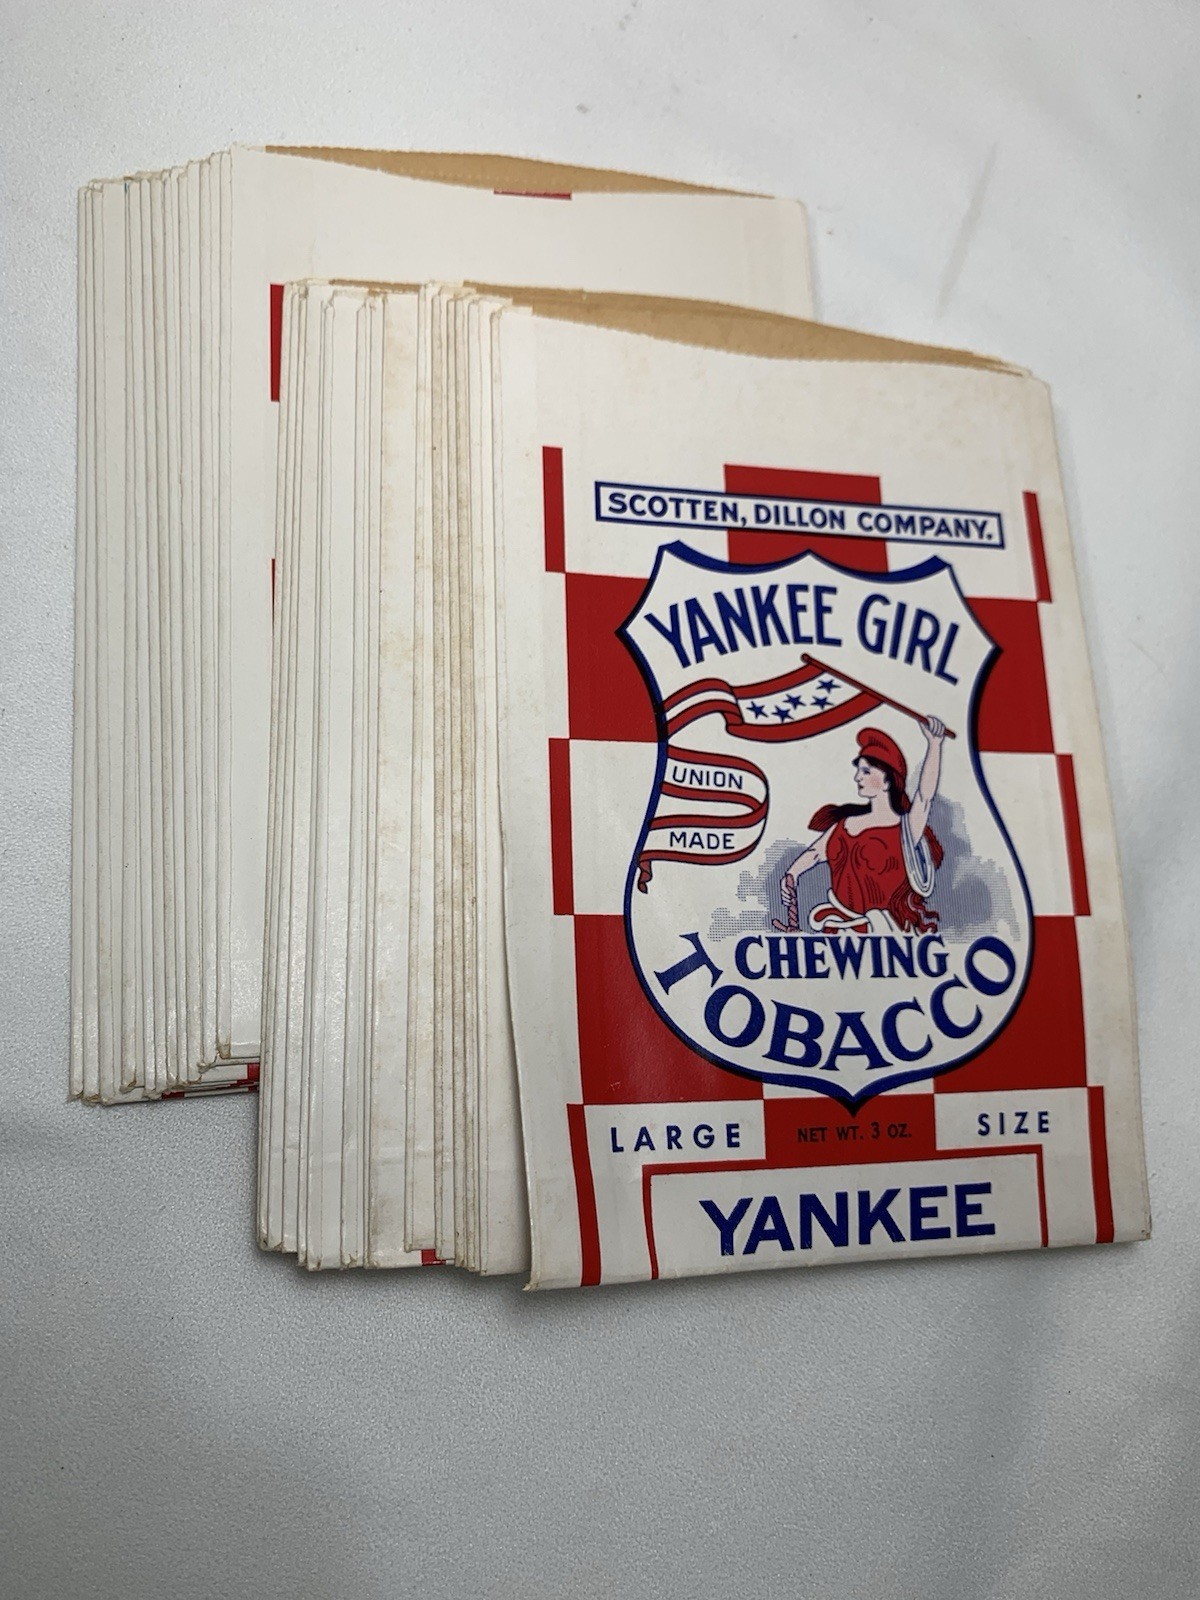 SCOTTEN, DILLON COMPANY.
YANKEE GIRL
UNION
MADE
CHEWING
TOBACCO
LARGE NET WT. 3 OZ. SIZE
YANKEE